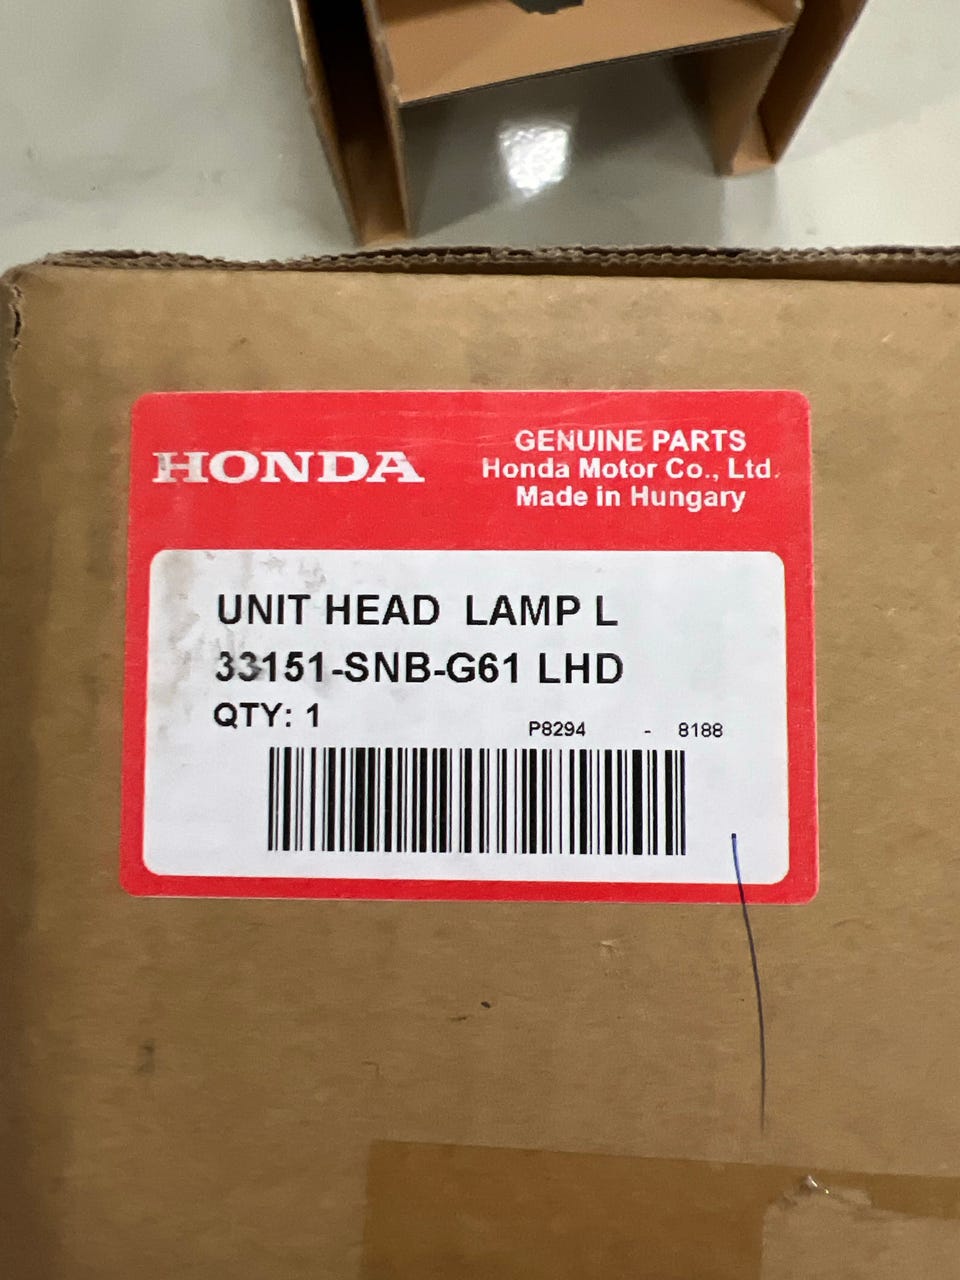 HONDA
GENUINE PARTS
Honda Motor Co., Ltd.
Made in Hungary
UNIT HEAD LAMP L
33151-SNB-G61 LHD
QTY: 1
P8294 - 8188